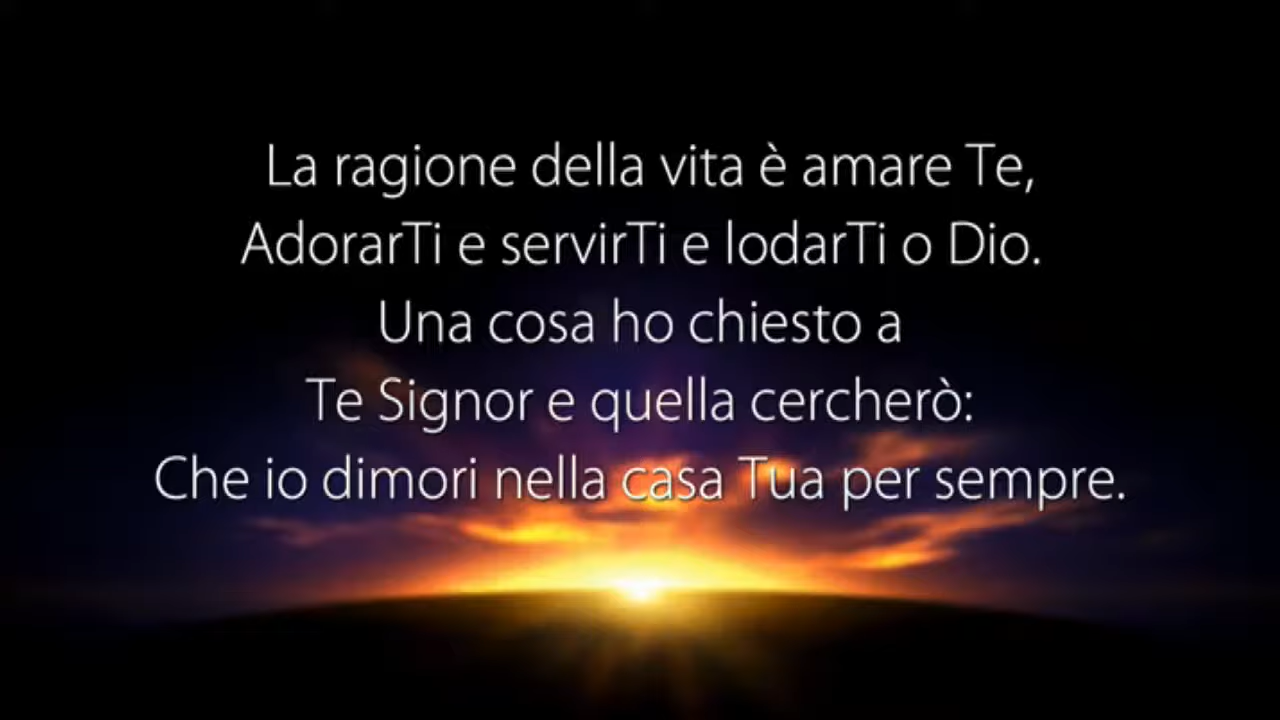 La ragione della vita è amare Te,
AdorarTi e servirTi e lodarTi o Dio.
Una cosa ho chiesto a
Te Signor e quella cercherò:
Che io dimori nella casa Tua per sempre.